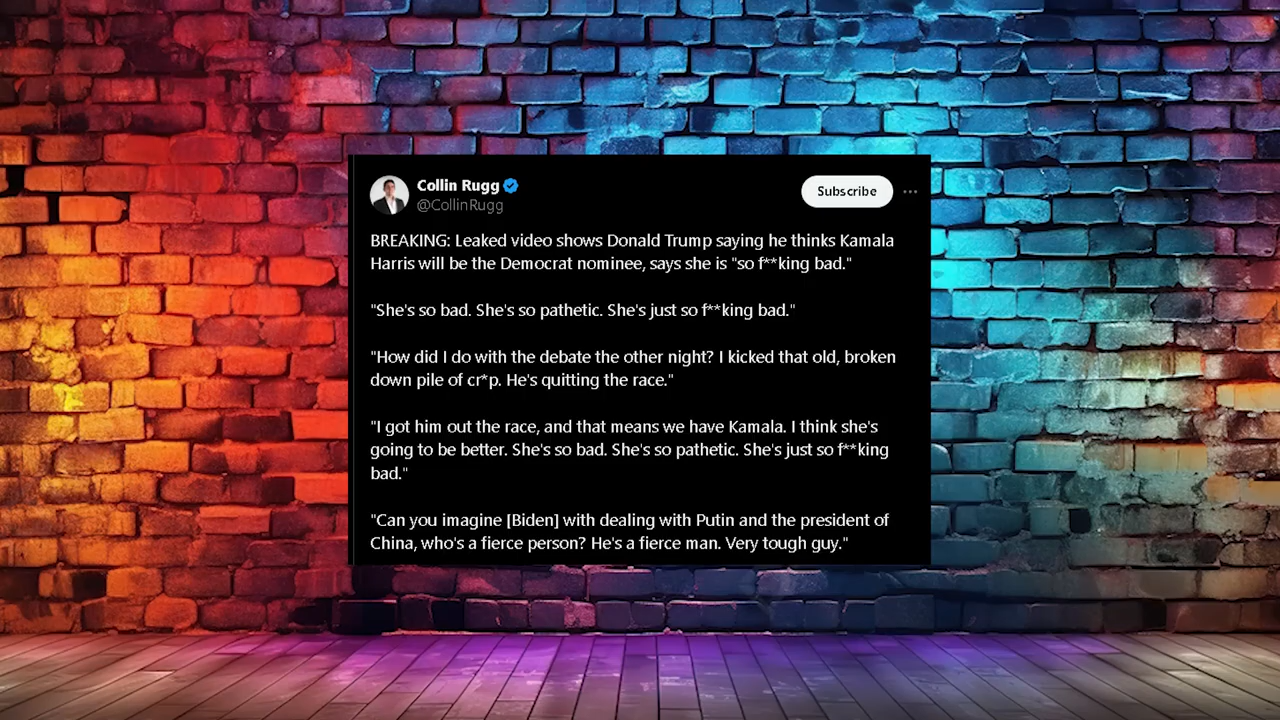 Collin Rugg
@CollinRugg
Subscribe
BREAKING: Leaked video shows Donald Trump saying he thinks Kamala
Harris will be the Democrat nominee, says she is "so f**king bad."
"She's so bad. She's so pathetic. She's just so f**king bad."
"How did I do with the debate the other night? I kicked that old, broken
down pile of cr*p. He's quitting the race."
"I got him out the race, and that means we have Kamala. I think she's
going to be better. She's so bad. She's so pathetic. She's just so f**king
bad."
"Can you imagine [Biden] with dealing with Putin and the president of
China, who's a fierce person? He's a fierce man. Very tough guy."